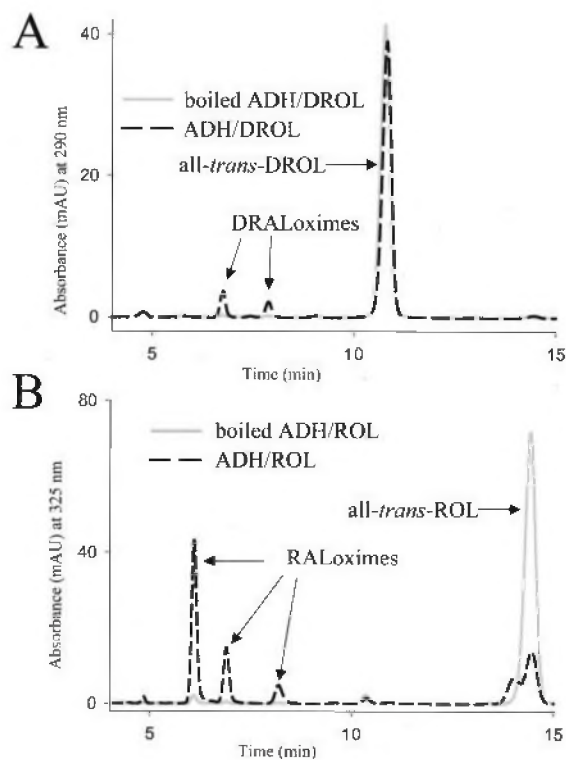 A
40
boiled ADH/DROL
ADH/DROL
all-trans-DROL
20
DRALoximes
0
Absorbance (mAU) at 290 nm
5
10
15
Time (min)
B
80
boiled ADH/ROL
ADH/ROL
all-trans-ROL
40
RALoximes
0
Absorbance (mAU) at 325 nm
5
10
15
Time (min)